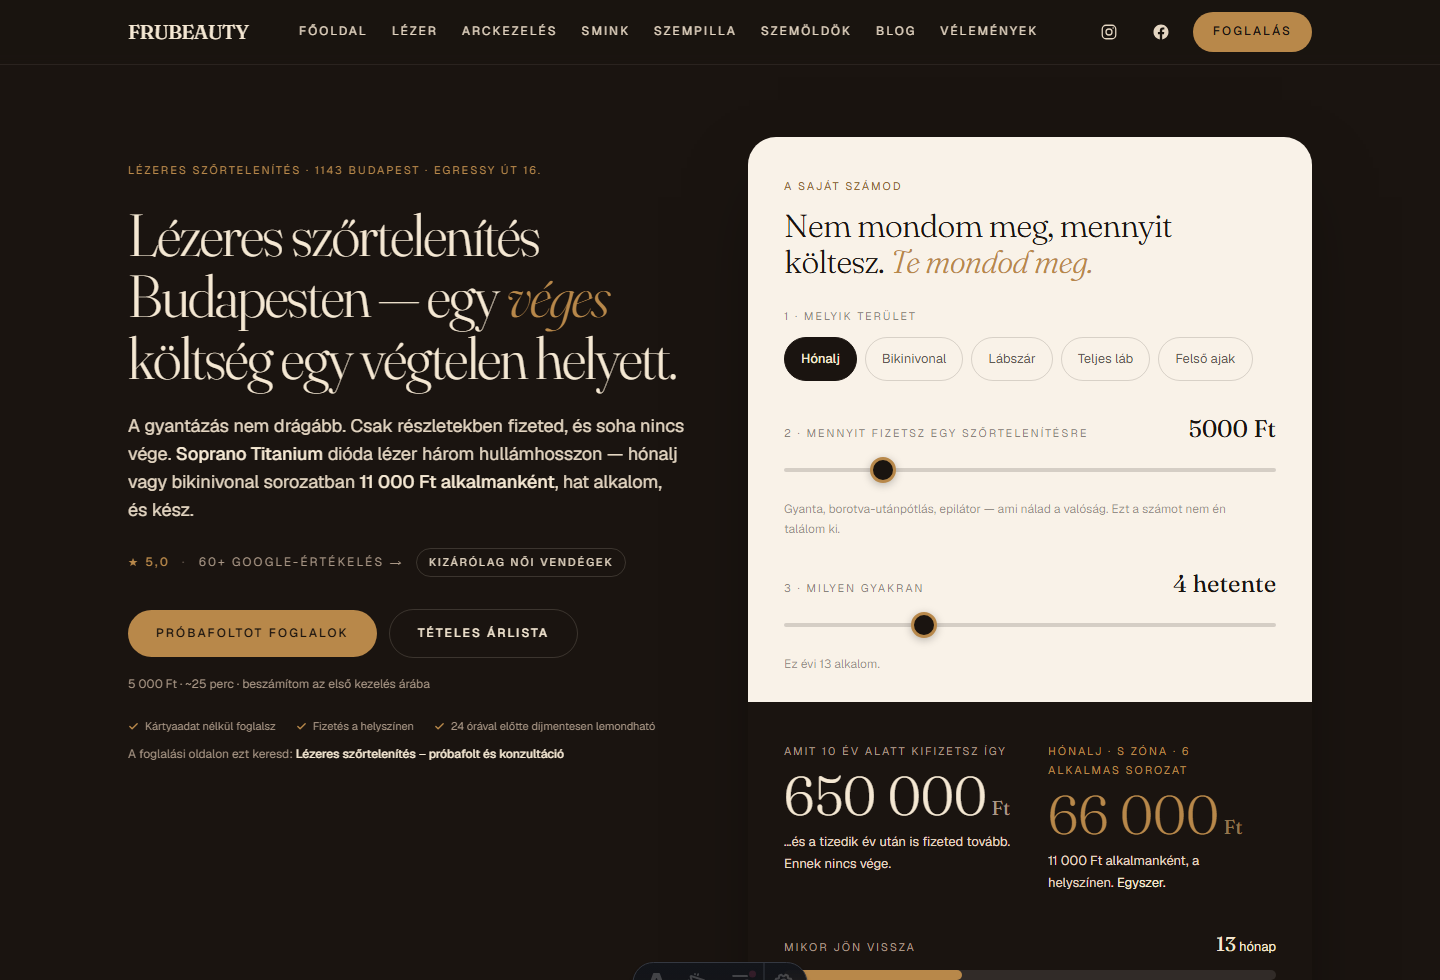 FRUBEAUTY
FŐOLDAL LÉZER ARCKEZELÉS SMINK SZEMPILLA SZEMÖLDÖK BLOG VÉLEMÉNYEK
FOGLALÁS
LÉZERES SZŐRTELENÍTÉS · 1143 BUDAPEST · EGRESSY ÚT 16.
Lézeres szőrtelenítés
Budapesten — egy véges
költség egy végtelen helyett.
A gyantázás nem drágább. Csak részletekben fizeted, és soha nincs
vége. Soprano Titanium dióda lézer három hullámhosszon — hónalj
vagy bikinivonal sorozatban 11 000 Ft alkalmanként, hat alkalom,
és kész.
★ 5,0 · 60+ GOOGLE-ÉRTÉKELÉS → KIZÁRÓLAG NŐI VENDÉGEK
PRÓBAFOLTOT FOGLALOK
TÉTELES ÁRLISTA
5 000 Ft · ~25 perc · beszámítom az első kezelés árába
✓ Kártyaadat nélkül foglalsz ✓ Fizetés a helyszínen ✓ 24 órával előtte díjmentesen lemondható
A foglalási oldalon ezt keresd: Lézeres szőrtelenítés – próbafolt és konzultáció
A SAJÁT SZÁMOD
Nem mondom meg, mennyit
költesz. Te mondod meg.
1 · MELYIK TERÜLET
Hónalj Bikinivonal Lábszár Teljes láb Felső ajak
2 · MENNYIT FIZETSZ EGY SZŐRTELENÍTÉSRE 5000 Ft
Gyanta, borotva-utánpótlás, epilátor — ami nálad a valóság. Ezt a számot nem én
találom ki.
3 · MILYEN GYAKRAN 4 hetente
Ez évi 13 alkalom.
AMIT 10 ÉV ALATT KIFIZETSZ ÍGY
650 000 Ft
...és a tizedik év után is fizeted tovább.
Ennek nincs vége.
HÓNALJ · S ZÓNA · 6
ALKALMAS SOROZAT
66 000 Ft
11 000 Ft alkalmanként, a
helyszínen. Egyszer.
MIKOR JÖN VISSZA 13 hónap